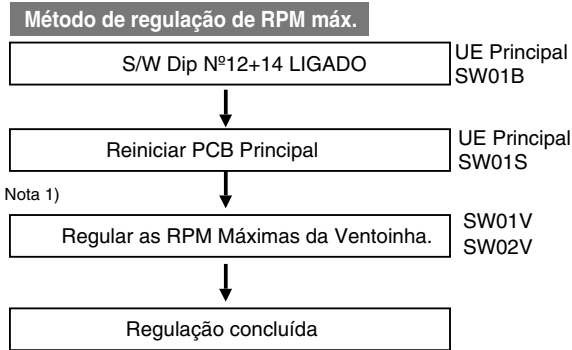 Método de regulação de RPM máx.
S/W Dip Nº12+14 LIGADO
UE Principal
SW01B
Reiniciar PCB Principal
UE Principal
SW01S
Nota 1)
Regular as RPM Máximas da Ventoinha.
SW01V
SW02V
Regulação concluída